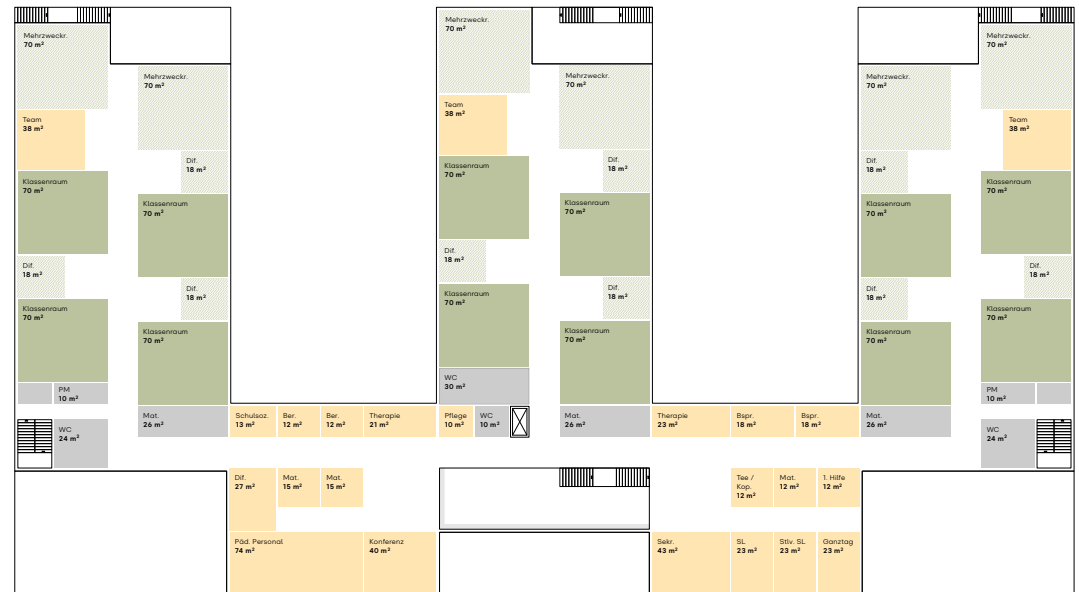 Mehrzweckr.
70 m²
Mehrzweckr.
70 m²
Team
38 m²
Dif.
18 m²
Klassenraum
70 m²
Klassenraum
70 m²
Dif.
18 m²
Dif.
18 m²
Klassenraum
70 m²
Klassenraum
70 m²
PM
10 m²
WC
24 m²
Mat.
26 m²
Schulsoz.
13 m²
Ber.
12 m²
Ber.
12 m²
Therapie
21 m²
Mehrzweckr.
70 m²
Mehrzweckr.
70 m²
Team
38 m²
Dif.
18 m²
Klassenraum
70 m²
Klassenraum
70 m²
Dif.
18 m²
Dif.
18 m²
Klassenraum
70 m²
Klassenraum
70 m²
WC
30 m²
Pflege
10 m²
WC
10 m²
Mat.
26 m²
Therapie
23 m²
Bspr.
18 m²
Bspr.
18 m²
Mehrzweckr.
70 m²
Mehrzweckr.
70 m²
Team
38 m²
Dif.
18 m²
Klassenraum
70 m²
Klassenraum
70 m²
Dif.
18 m²
Dif.
18 m²
Klassenraum
70 m²
Klassenraum
70 m²
PM
10 m²
Mat.
26 m²
WC
24 m²
Dif.
27 m²
Mat.
15 m²
Mat.
15 m²
Päd. Personal
74 m²
Konferenz
40 m²
Tee /
Kop.
12 m²
Mat.
12 m²
1. Hilfe
12 m²
Sekr.
43 m²
SL
23 m²
Stlv. SL
23 m²
Ganztag
23 m²